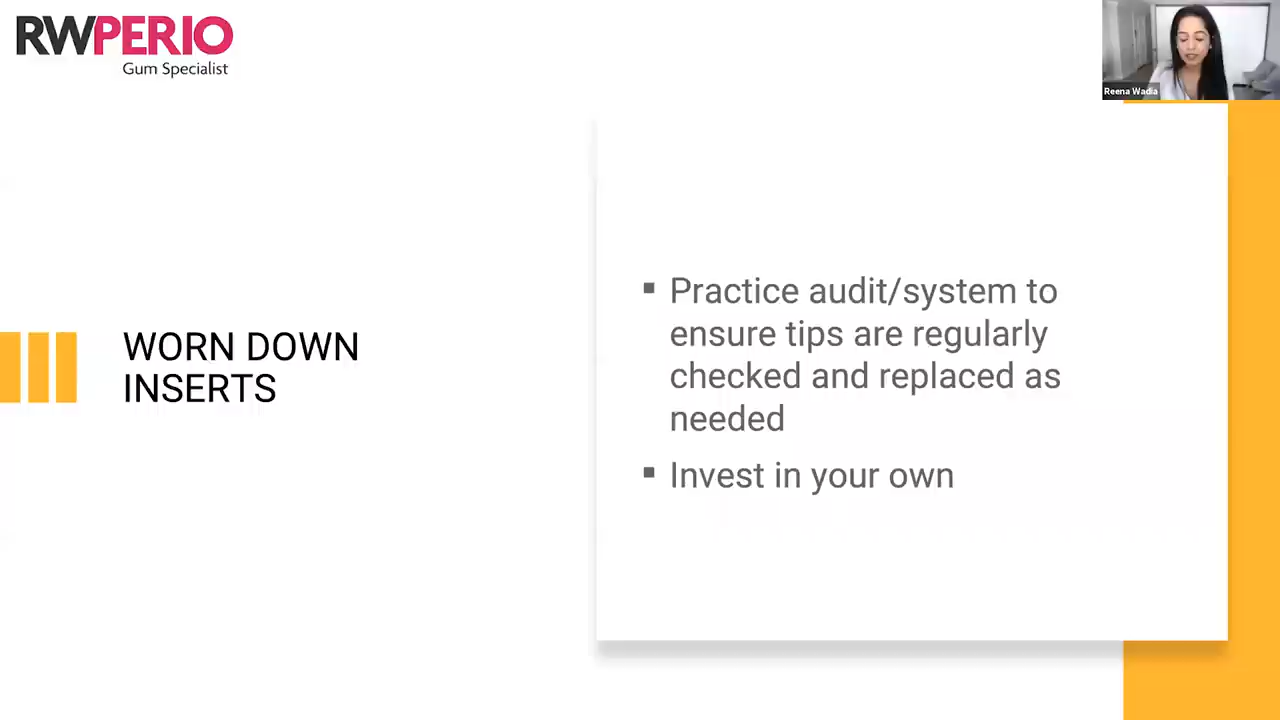 RWPERIO
Gum Specialist
Reena Wadia
WORN DOWN
INSERTS
▪ Practice audit/system to
ensure tips are regularly
checked and replaced as
needed
▪ Invest in your own